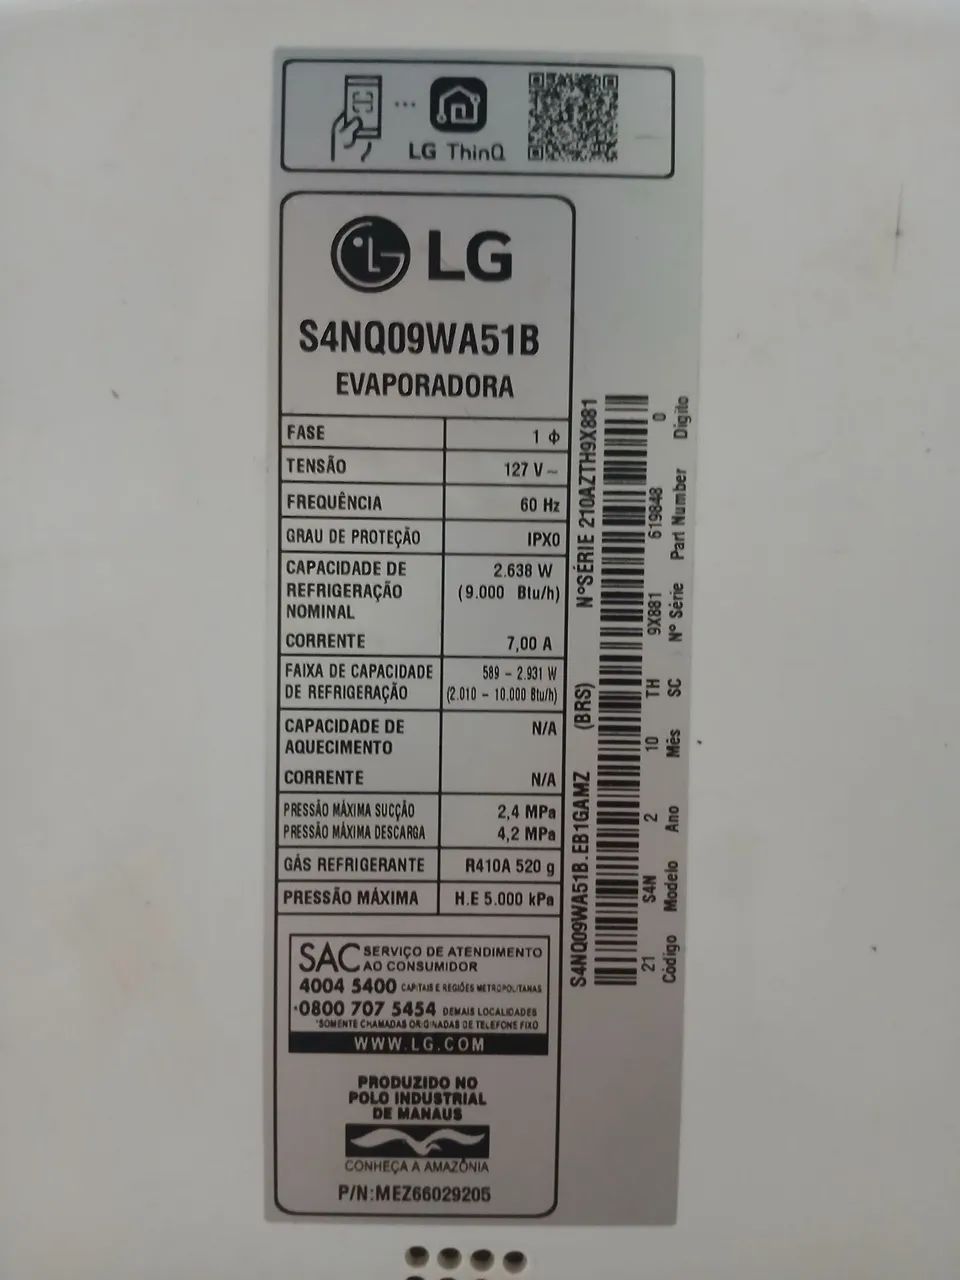 LG ThinQ
LG
S4NQ09WA51B
EVAPORADORA
FASE 1 Φ
TENSÃO 127 V ~
FREQUÊNCIA 60 Hz
GRAU DE PROTEÇÃO IPX0
CAPACIDADE DE REFRIGERAÇÃO NOMINAL 2.638 W (9.000 Btu/h)
CORRENTE 7,00 A
FAIXA DE CAPACIDADE DE REFRIGERAÇÃO 589 – 2.931 W (2.010 – 10.000 Btu/h)
CAPACIDADE DE AQUECIMENTO N/A
CORRENTE N/A
PRESSÃO MÁXIMA SUCÇÃO 2,4 MPa
PRESSÃO MÁXIMA DESCARGA 4,2 MPa
GÁS REFRIGERANTE R410A 520 g
PRESSÃO MÁXIMA H.E 5.000 kPa
SAC SERVIÇO DE ATENDIMENTO
AO CONSUMIDOR
4004 5400 CAPITAIS E REGIÕES METROPOLITANAS
*0800 707 5454 DEMAIS LOCALIDADES
*SOMENTE CHAMADAS ORIGINADAS DE TELEFONE FIXO
WWW.LG.COM
PRODUZIDO NO
POLO INDUSTRIAL
DE MANAUS
CONHEÇA A AMAZÔNIA
P/N:MEZ66029205
S4NQ09WA51B.EB1GAMZ (BRS) NºSÉRIE 210AZTH9X881
21 S4N 2 10 TH 9X881 619848 0
Código Modelo Ano Mês SC Nº Série Part Number Digito